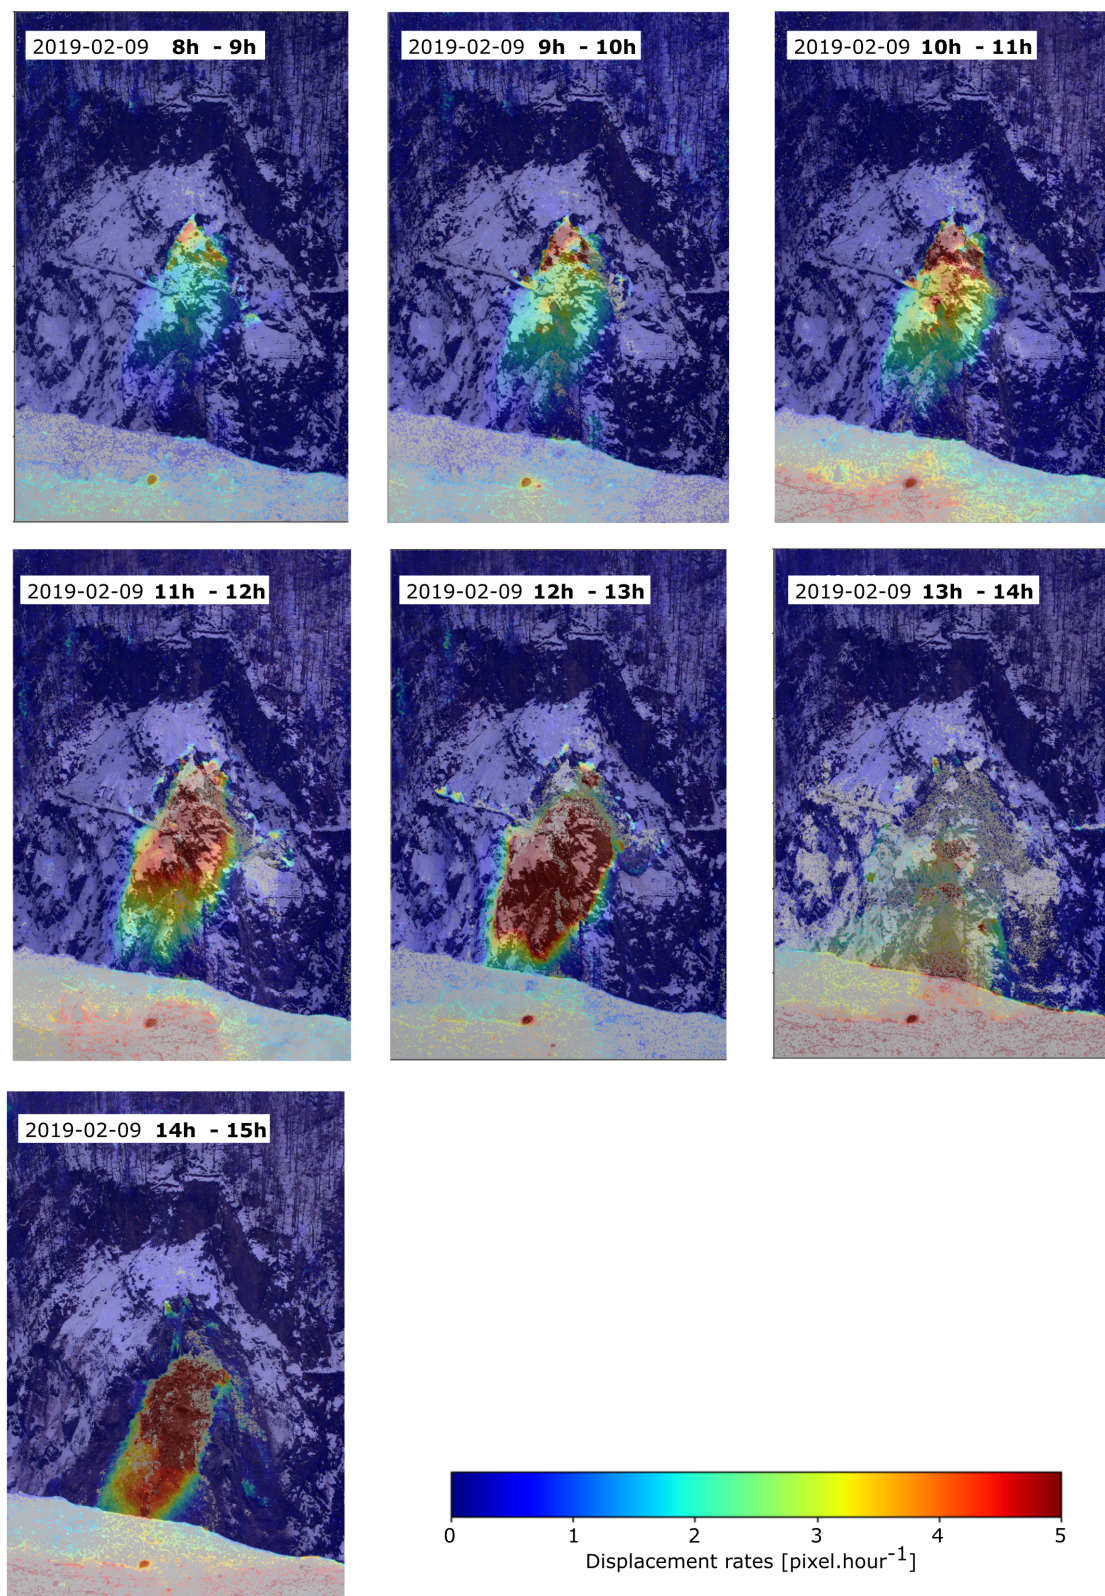 2019-02-09 8h - 9h
2019-02-09 9h - 10h
2019-02-09 10h - 11h
2019-02-09 11h - 12h
2019-02-09 12h - 13h
2019-02-09 13h - 14h
2019-02-09 14h - 15h
0 1 2 3 4 5
Displacement rates [pixel.hour⁻¹]